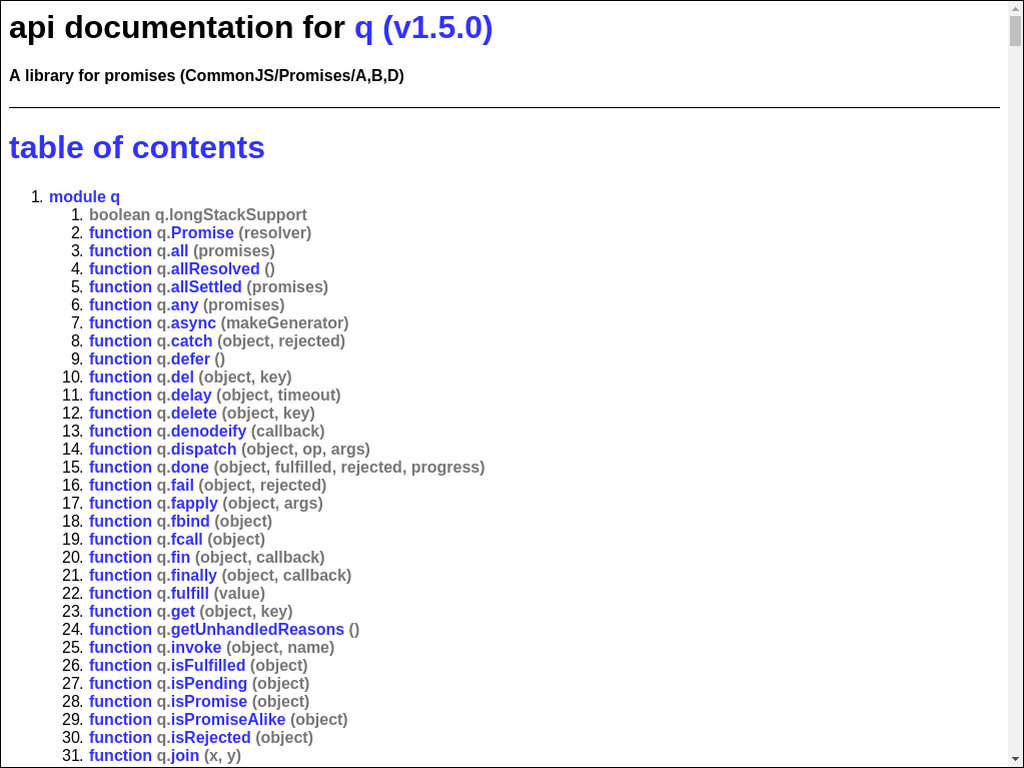 api documentation for q (v1.5.0)
A library for promises (CommonJS/Promises/A,B,D)
table of contents
1. module q
1. boolean q.longStackSupport
2. function q.Promise (resolver)
3. function q.all (promises)
4. function q.allResolved ()
5. function q.allSettled (promises)
6. function q.any (promises)
7. function q.async (makeGenerator)
8. function q.catch (object, rejected)
9. function q.defer ()
10. function q.del (object, key)
11. function q.delay (object, timeout)
12. function q.delete (object, key)
13. function q.denodeify (callback)
14. function q.dispatch (object, op, args)
15. function q.done (object, fulfilled, rejected, progress)
16. function q.fail (object, rejected)
17. function q.fapply (object, args)
18. function q.fbind (object)
19. function q.fcall (object)
20. function q.fin (object, callback)
21. function q.finally (object, callback)
22. function q.fulfill (value)
23. function q.get (object, key)
24. function q.getUnhandledReasons ()
25. function q.invoke (object, name)
26. function q.isFulfilled (object)
27. function q.isPending (object)
28. function q.isPromise (object)
29. function q.isPromiseAlike (object)
30. function q.isRejected (object)
31. function q.join (x, y)